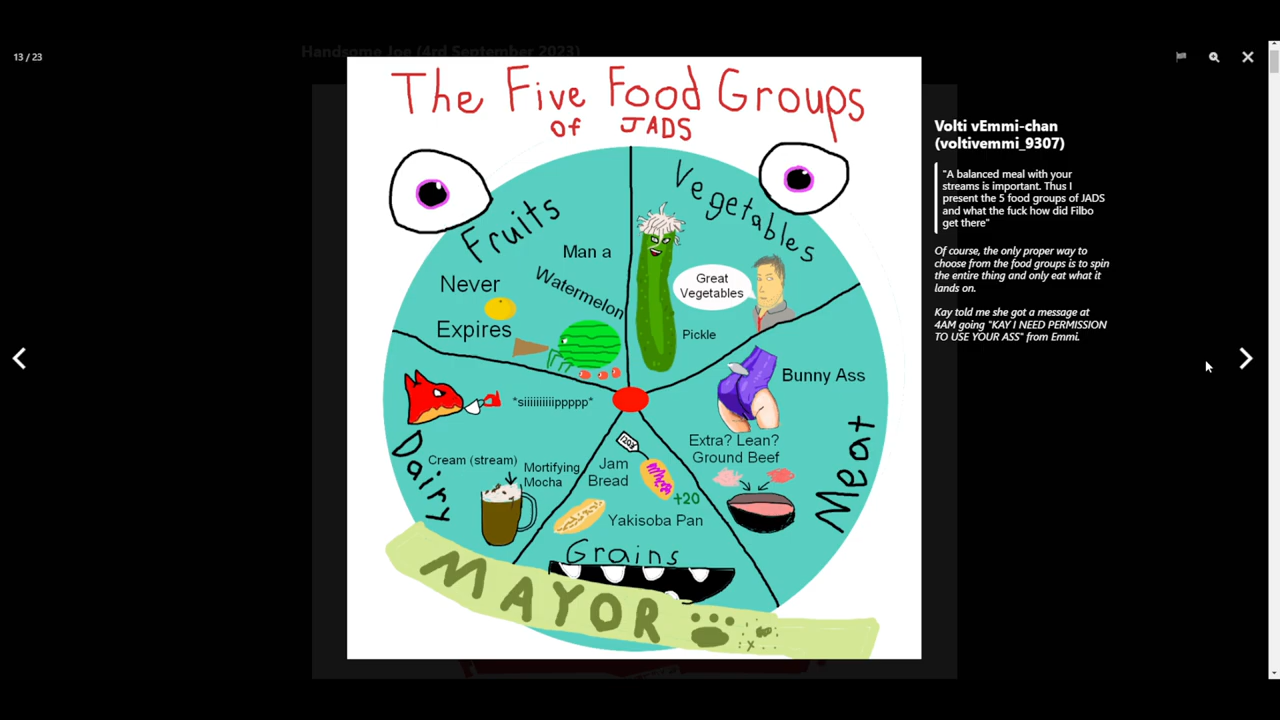 Handsome Joe (4rd September 2023)
13 / 23
The Five Food Groups
of JADS
Fruits
Man a
Watermelon
Never
Expires
Vegetables
Great
Vegetables
Pickle
Bunny Ass
Extra? Lean?
Ground Beef
Meat
*siiiiiiiiiippppp*
Cream (stream)
Mortifying
Mocha
Dairy
120%
Jam
Bread
+20
Yakisoba Pan
Grains
MAYOR
Volti vEmmi-chan
(voltivemmi_9307)
"A balanced meal with your
streams is important. Thus I
present the 5 food groups of JADS
and what the fuck how did Filbo
get there"
Of course, the only proper way to
choose from the food groups is to spin
the entire thing and only eat what it
lands on.
Kay told me she got a message at
4AM going "KAY I NEED PERMISSION
TO USE YOUR ASS" from Emmi.